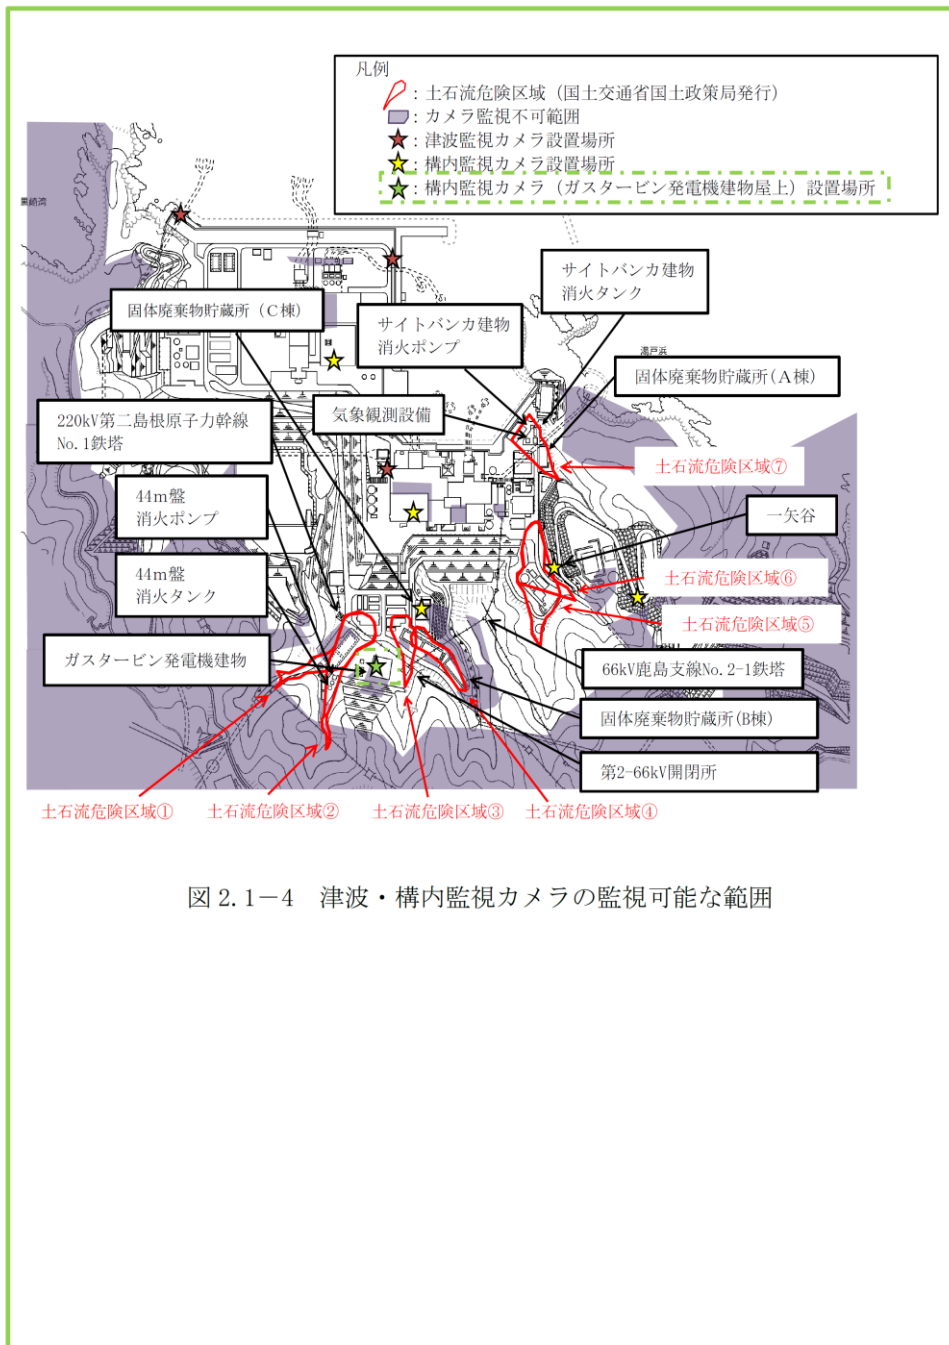 凡例
：土石流危険区域（国土交通省国土政策局発行）
：カメラ監視不可範囲
：津波監視カメラ設置場所
：構内監視カメラ設置場所
：構内監視カメラ（ガスタービン発電機建物屋上）設置場所
サイトバンカ建物
消火タンク
固体廃棄物貯蔵所（Ｃ棟）
サイトバンカ建物
消火ポンプ
固体廃棄物貯蔵所(Ａ棟)
220kV第二島根原子力幹線
No.1鉄塔
気象観測設備
土石流危険区域⑦
44ｍ盤
消火ポンプ
一矢谷
44ｍ盤
消火タンク
土石流危険区域⑥
土石流危険区域⑤
ガスタービン発電機建物
66kV鹿島支線No.2-1鉄塔
固体廃棄物貯蔵所(B棟)
第2-66kV開閉所
土石流危険区域①
土石流危険区域②
土石流危険区域③
土石流危険区域④
図 2.1－4　津波・構内監視カメラの監視可能な範囲